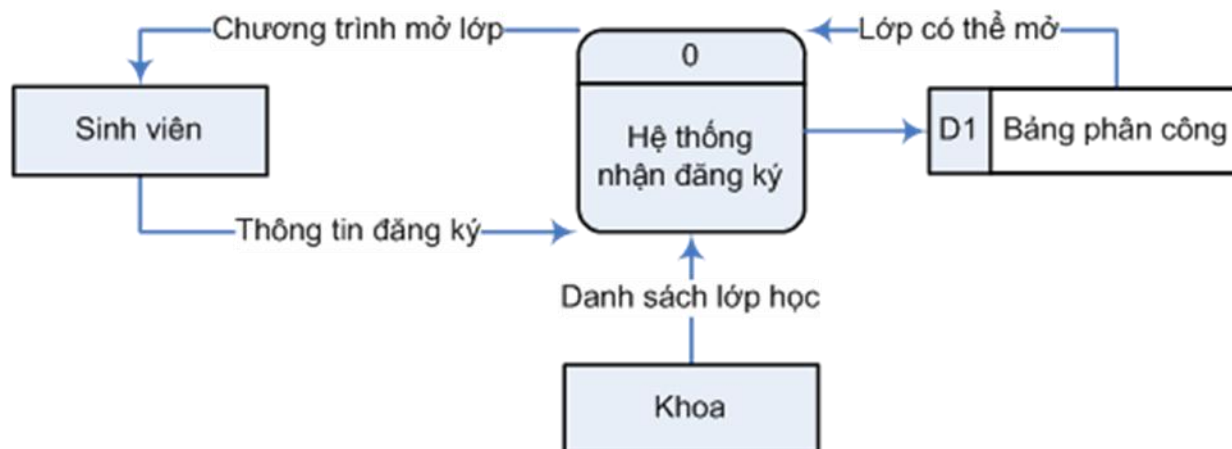 Chương trình mở lớp
Lớp có thể mở
0
Sinh viên
Hệ thống
nhận đăng ký
D1
Bảng phân công
Thông tin đăng ký
Danh sách lớp học
Khoa